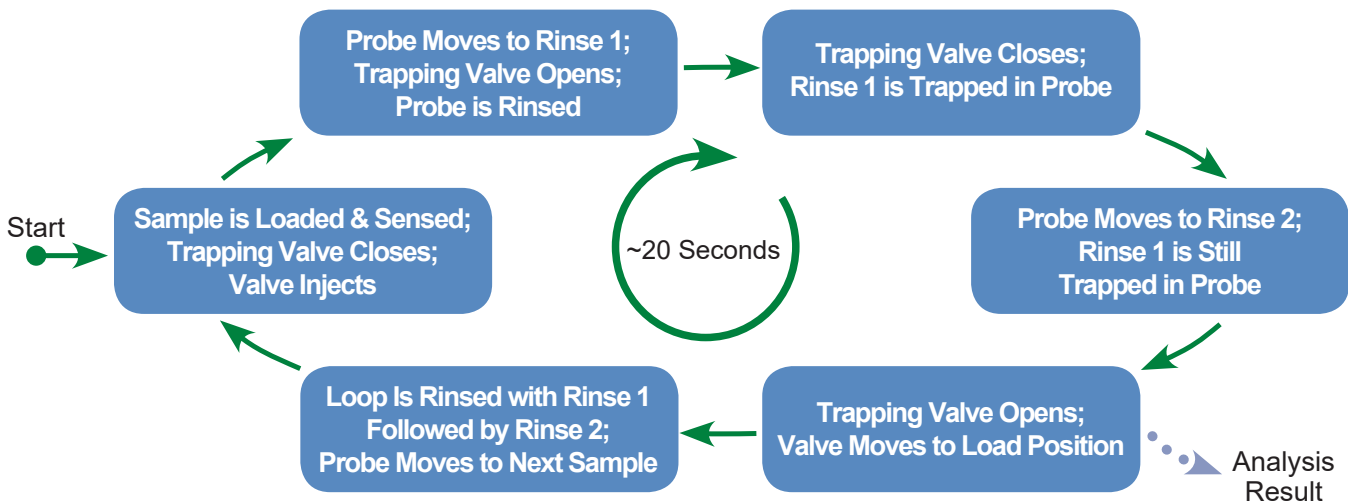 Start
Sample is Loaded & Sensed;
Trapping Valve Closes;
Valve Injects
Probe Moves to Rinse 1;
Trapping Valve Opens;
Probe is Rinsed
Trapping Valve Closes;
Rinse 1 is Trapped in Probe
Probe Moves to Rinse 2;
Rinse 1 is Still
Trapped in Probe
Trapping Valve Opens;
Valve Moves to Load Position
Analysis
Result
Loop Is Rinsed with Rinse 1
Followed by Rinse 2;
Probe Moves to Next Sample
~20 Seconds